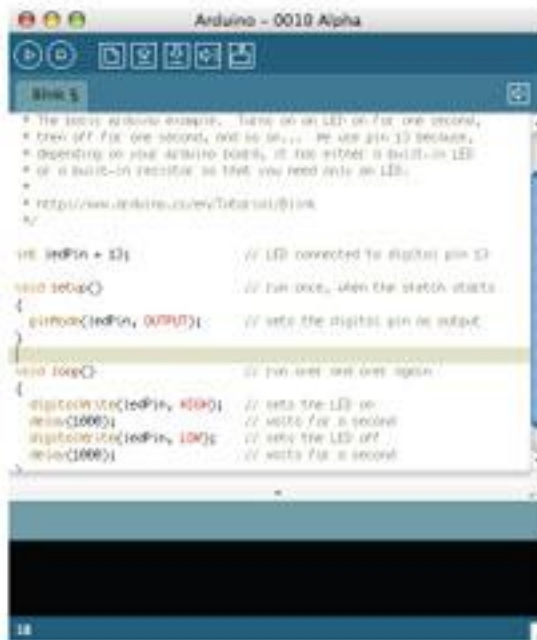 Arduino - 0010 Alpha
Blink §
* The basic Arduino example. Turns on an LED on for one second,
* then off for one second, and so on... We use pin 13 because,
* depending on your Arduino board, it has either a built-in LED
* or a built-in resistor so that you need only an LED.
*
* http://www.arduino.cc/en/Tutorial/Blink
*/
int ledPin = 13; // LED connected to digital pin 13
void setup() // run once, when the sketch starts
{
pinMode(ledPin, OUTPUT); // sets the digital pin as output
}
void loop() // run over and over again
{
digitalWrite(ledPin, HIGH); // sets the LED on
delay(1000); // waits for a second
digitalWrite(ledPin, LOW); // sets the LED off
delay(1000); // waits for a second
}
18